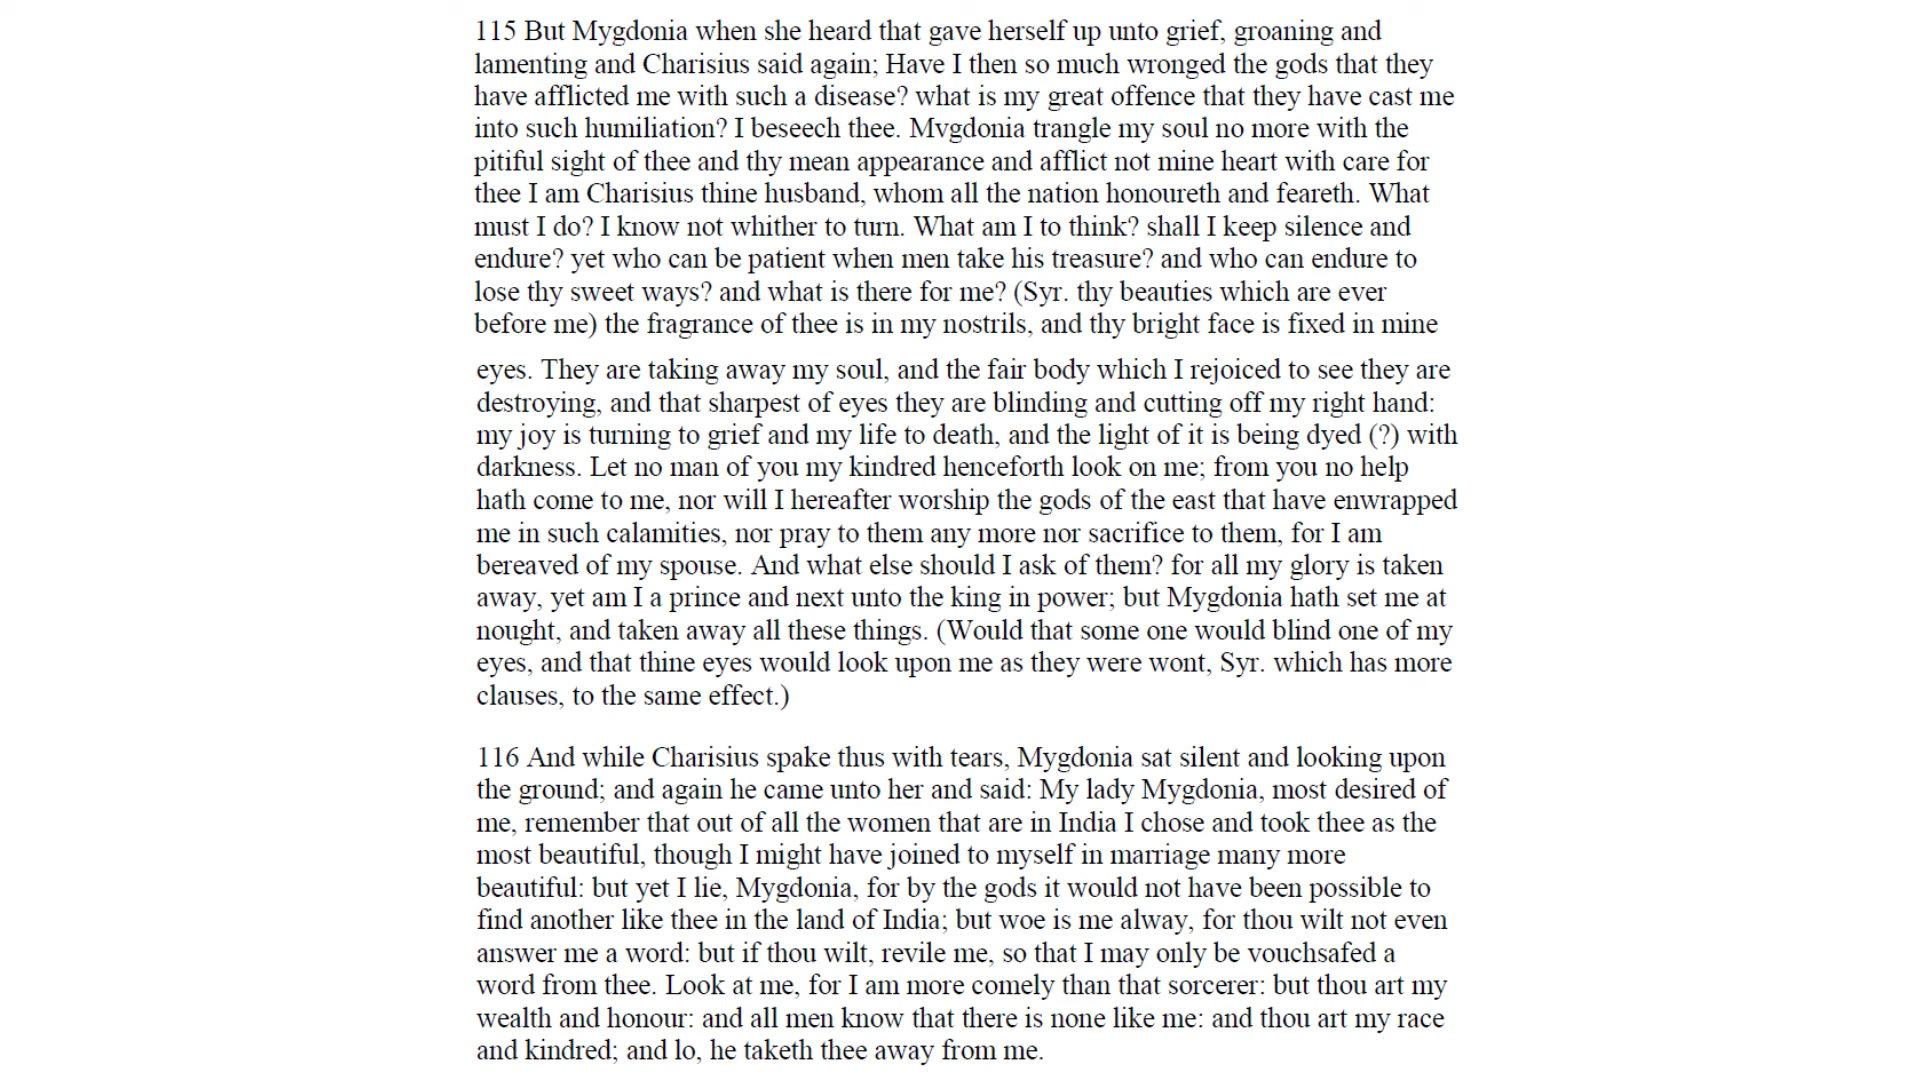 115 But Mygdonia when she heard that gave herself up unto grief, groaning and
lamenting and Charisius said again; Have I then so much wronged the gods that they
have afflicted me with such a disease? what is my great offence that they have cast me
into such humiliation? I beseech thee. Mvgdonia trangle my soul no more with the
pitiful sight of thee and thy mean appearance and afflict not mine heart with care for
thee I am Charisius thine husband, whom all the nation honoureth and feareth. What
must I do? I know not whither to turn. What am I to think? shall I keep silence and
endure? yet who can be patient when men take his treasure? and who can endure to
lose thy sweet ways? and what is there for me? (Syr. thy beauties which are ever
before me) the fragrance of thee is in my nostrils, and thy bright face is fixed in mine
eyes. They are taking away my soul, and the fair body which I rejoiced to see they are
destroying, and that sharpest of eyes they are blinding and cutting off my right hand:
my joy is turning to grief and my life to death, and the light of it is being dyed (?) with
darkness. Let no man of you my kindred henceforth look on me; from you no help
hath come to me, nor will I hereafter worship the gods of the east that have enwrapped
me in such calamities, nor pray to them any more nor sacrifice to them, for I am
bereaved of my spouse. And what else should I ask of them? for all my glory is taken
away, yet am I a prince and next unto the king in power; but Mygdonia hath set me at
nought, and taken away all these things. (Would that some one would blind one of my
eyes, and that thine eyes would look upon me as they were wont, Syr. which has more
clauses, to the same effect.)
116 And while Charisius spake thus with tears, Mygdonia sat silent and looking upon
the ground; and again he came unto her and said: My lady Mygdonia, most desired of
me, remember that out of all the women that are in India I chose and took thee as the
most beautiful, though I might have joined to myself in marriage many more
beautiful: but yet I lie, Mygdonia, for by the gods it would not have been possible to
find another like thee in the land of India; but woe is me alway, for thou wilt not even
answer me a word: but if thou wilt, revile me, so that I may only be vouchsafed a
word from thee. Look at me, for I am more comely than that sorcerer: but thou art my
wealth and honour: and all men know that there is none like me: and thou art my race
and kindred; and lo, he taketh thee away from me.